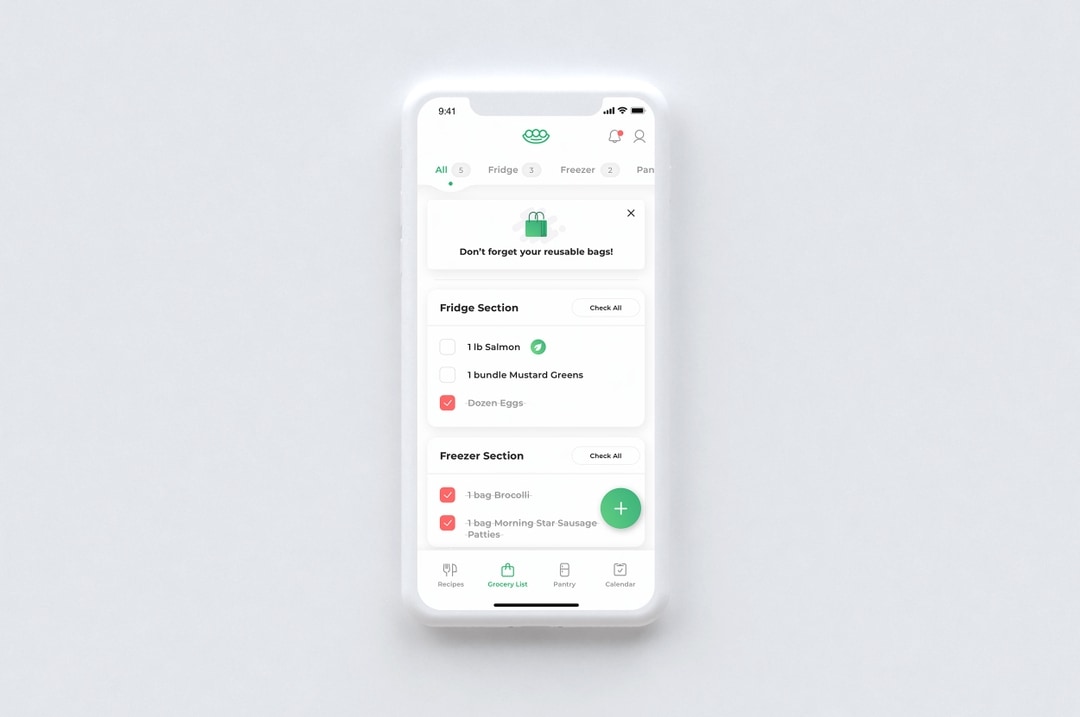 9:41
All 5 Fridge 3 Freezer 2 Pan
Don't forget your reusable bags!
Fridge Section Check All
1 lb Salmon
1 bundle Mustard Greens
Dozen Eggs
Freezer Section Check All
1 bag Brocolli
1 bag Morning Star Sausage
Patties
Recipes Grocery List Pantry Calendar